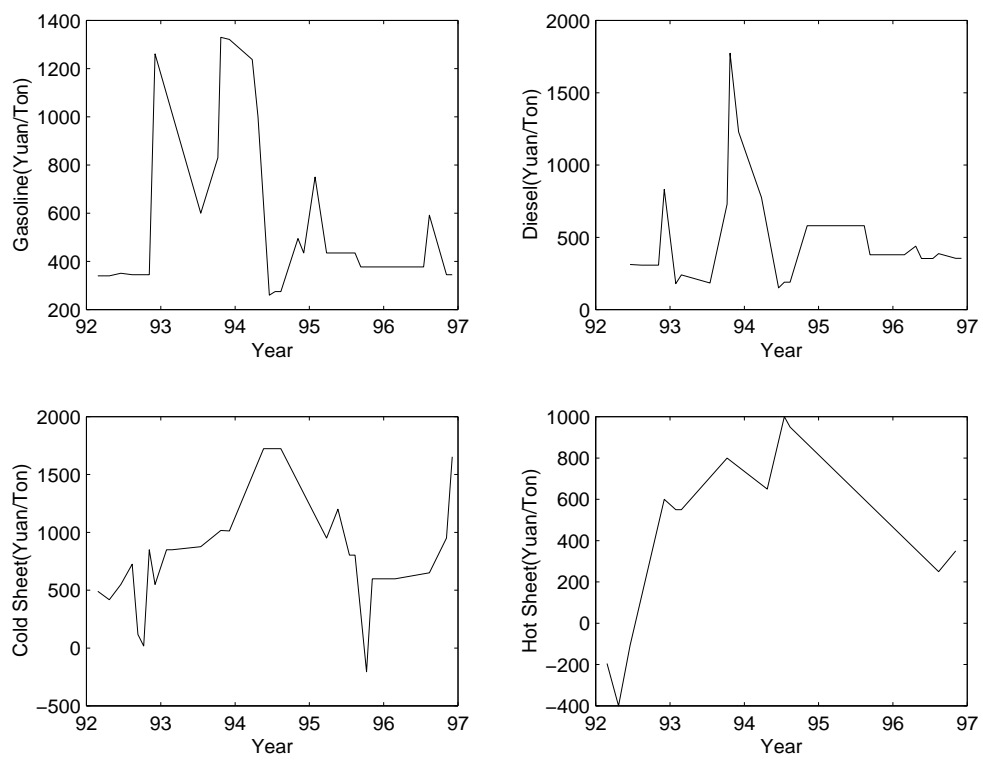 Gasoline(Yuan/Ton)
1400
1200
1000
800
600
400
200
92 93 94 95 96 97
Year
Diesel(Yuan/Ton)
2000
1500
1000
500
0
92 93 94 95 96 97
Year
Cold Sheet(Yuan/Ton)
2000
1500
1000
500
0
−500
92 93 94 95 96 97
Year
Hot Sheet(Yuan/Ton)
1000
800
600
400
200
0
−200
−400
92 93 94 95 96 97
Year